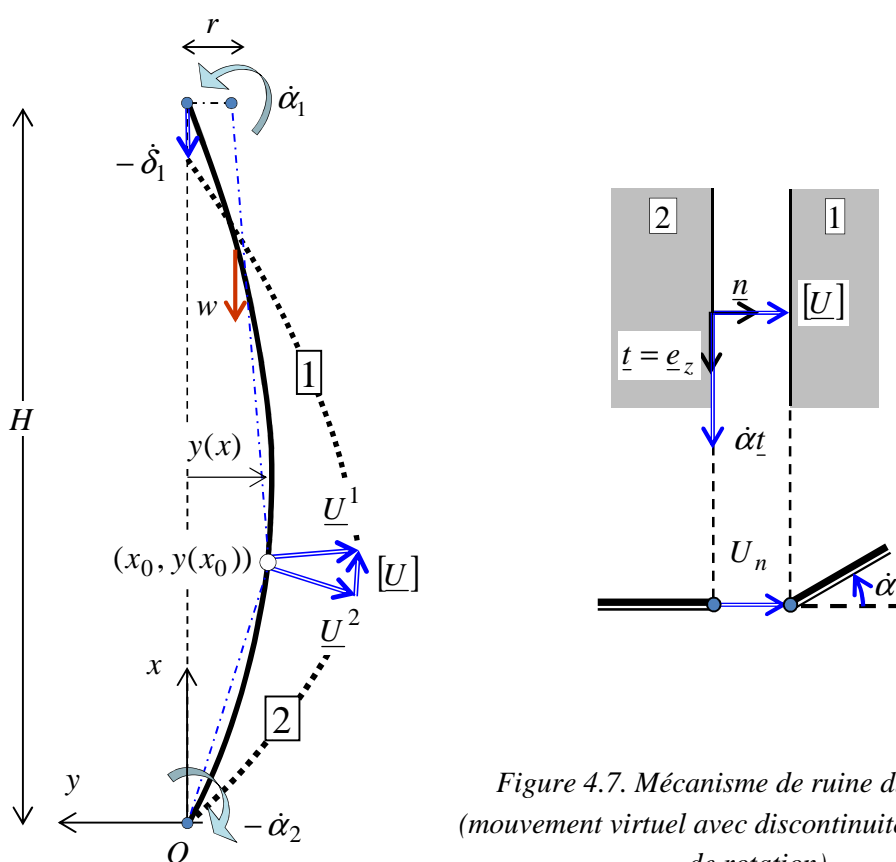 r
α̇₁
− δ̇₁
w
1
H
y(x)
U¹
(x₀, y(x₀))
[U]
U²
x
2
y
− α̇₂
O
2
1
n
[U]
t = e_z
α̇t
U_n
α̇
Figure 4.7. Mécanisme de ruine d
(mouvement virtuel avec discontinuit
de rotation)